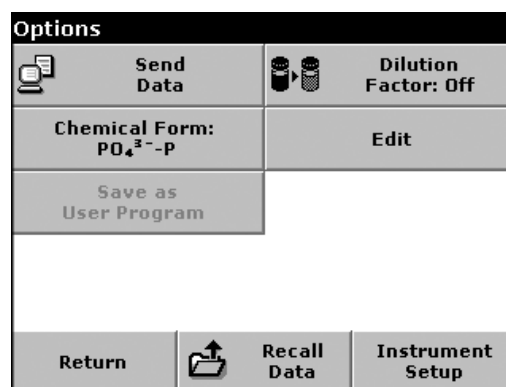 Options
Send
Data
Dilution
Factor: Off
Chemical Form:
PO₄³⁻-P
Edit
Save as
User Program
Return
Recall
Data
Instrument
Setup